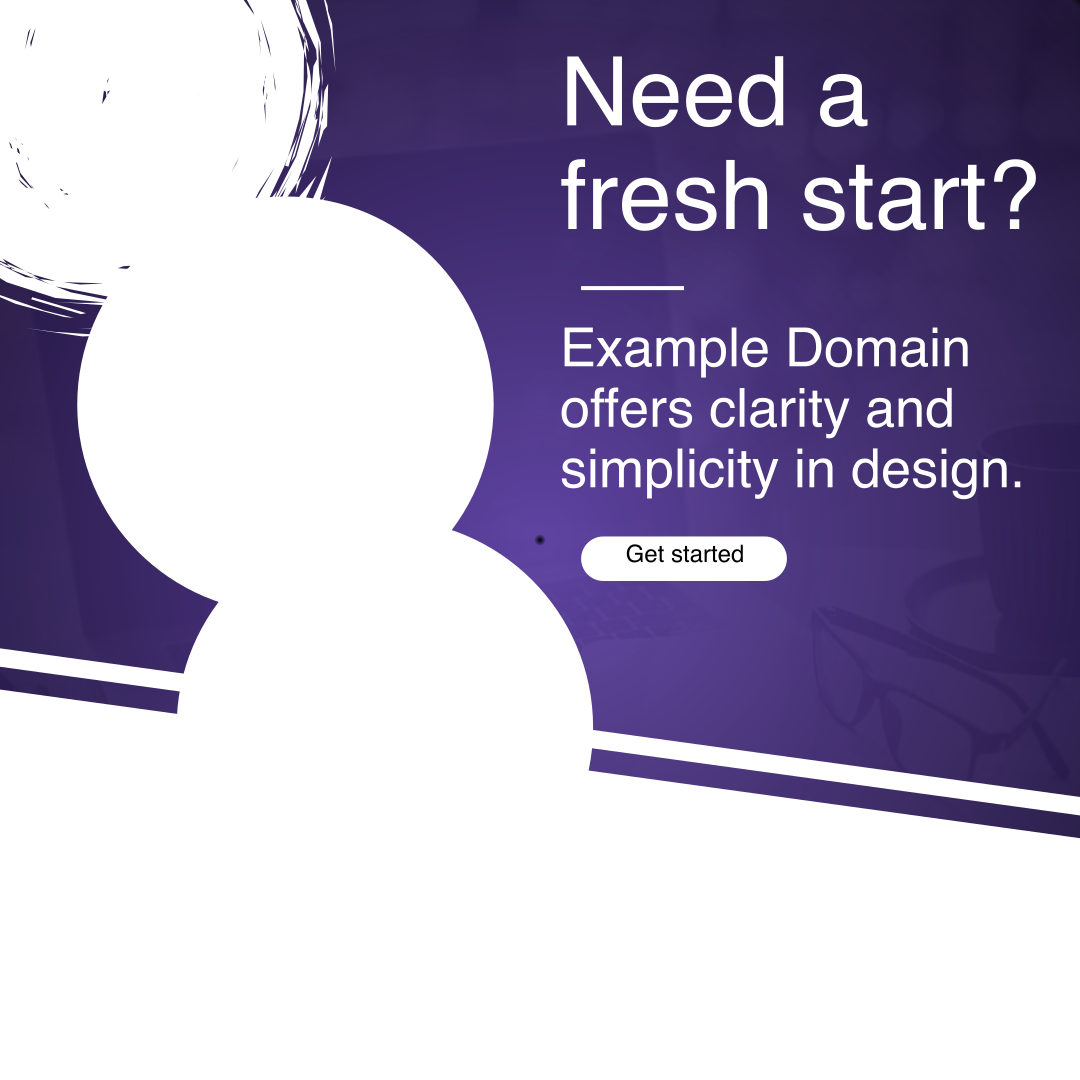 Need a
fresh start?
Example Domain
offers clarity and
simplicity in design.
Get started